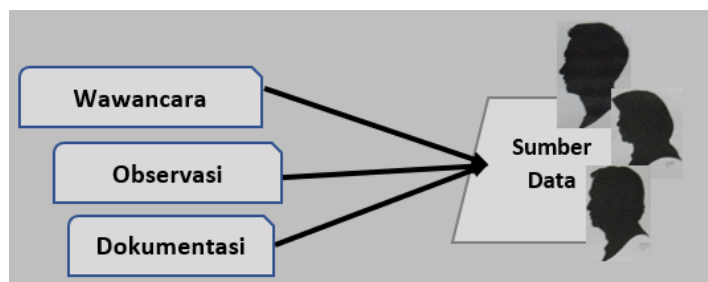 Wawancara
Observasi
Dokumentasi
Sumber
Data